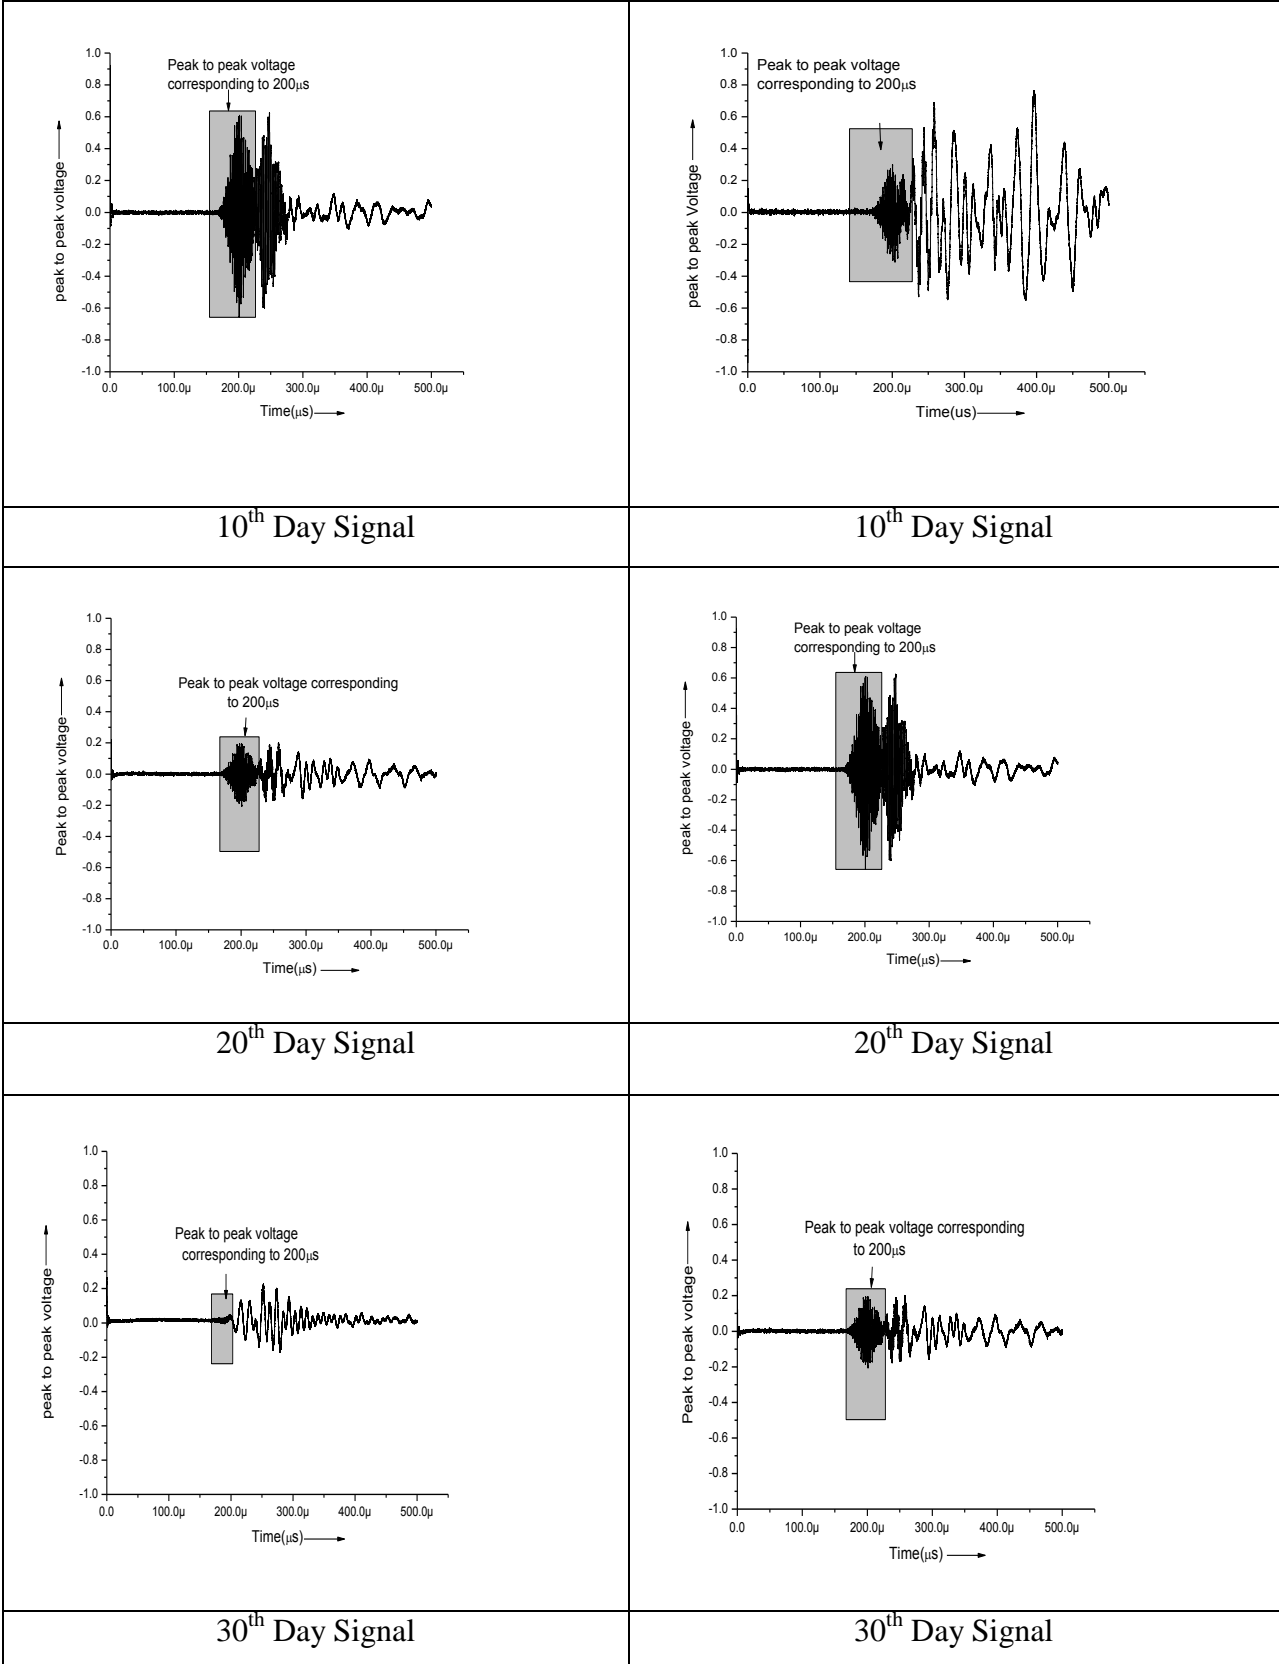 Peak to peak voltage
corresponding to 200μs
1.0
0.8
0.6
0.4
0.2
0.0
-0.2
-0.4
-0.6
-0.8
-1.0
peak to peak voltage
0.0 100.0μ 200.0μ 300.0μ 400.0μ 500.0μ
Time(μs)
Peak to peak voltage
corresponding to 200μs
1.0
0.8
0.6
0.4
0.2
0.0
-0.2
-0.4
-0.6
-0.8
-1.0
peak to peak Voltage
0.0 100.0μ 200.0μ 300.0μ 400.0μ 500.0μ
Time(us)
10th Day Signal
10th Day Signal
Peak to peak voltage corresponding
to 200μs
1.0
0.8
0.6
0.4
0.2
0.0
-0.2
-0.4
-0.6
-0.8
-1.0
Peak to peak voltage
0.0 100.0μ 200.0μ 300.0μ 400.0μ 500.0μ
Time(μs)
Peak to peak voltage
corresponding to 200μs
1.0
0.8
0.6
0.4
0.2
0.0
-0.2
-0.4
-0.6
-0.8
-1.0
peak to peak voltage
0.0 100.0μ 200.0μ 300.0μ 400.0μ 500.0μ
Time(μs)
20th Day Signal
20th Day Signal
Peak to peak voltage
corresponding to 200μs
1.0
0.8
0.6
0.4
0.2
0.0
-0.2
-0.4
-0.6
-0.8
-1.0
peak to peak voltage
0.0 100.0μ 200.0μ 300.0μ 400.0μ 500.0μ
Time(μs)
Peak to peak voltage corresponding
to 200μs
1.0
0.8
0.6
0.4
0.2
0.0
-0.2
-0.4
-0.6
-0.8
-1.0
Peak to peak voltage
0.0 100.0μ 200.0μ 300.0μ 400.0μ 500.0μ
Time(μs)
30th Day Signal
30th Day Signal